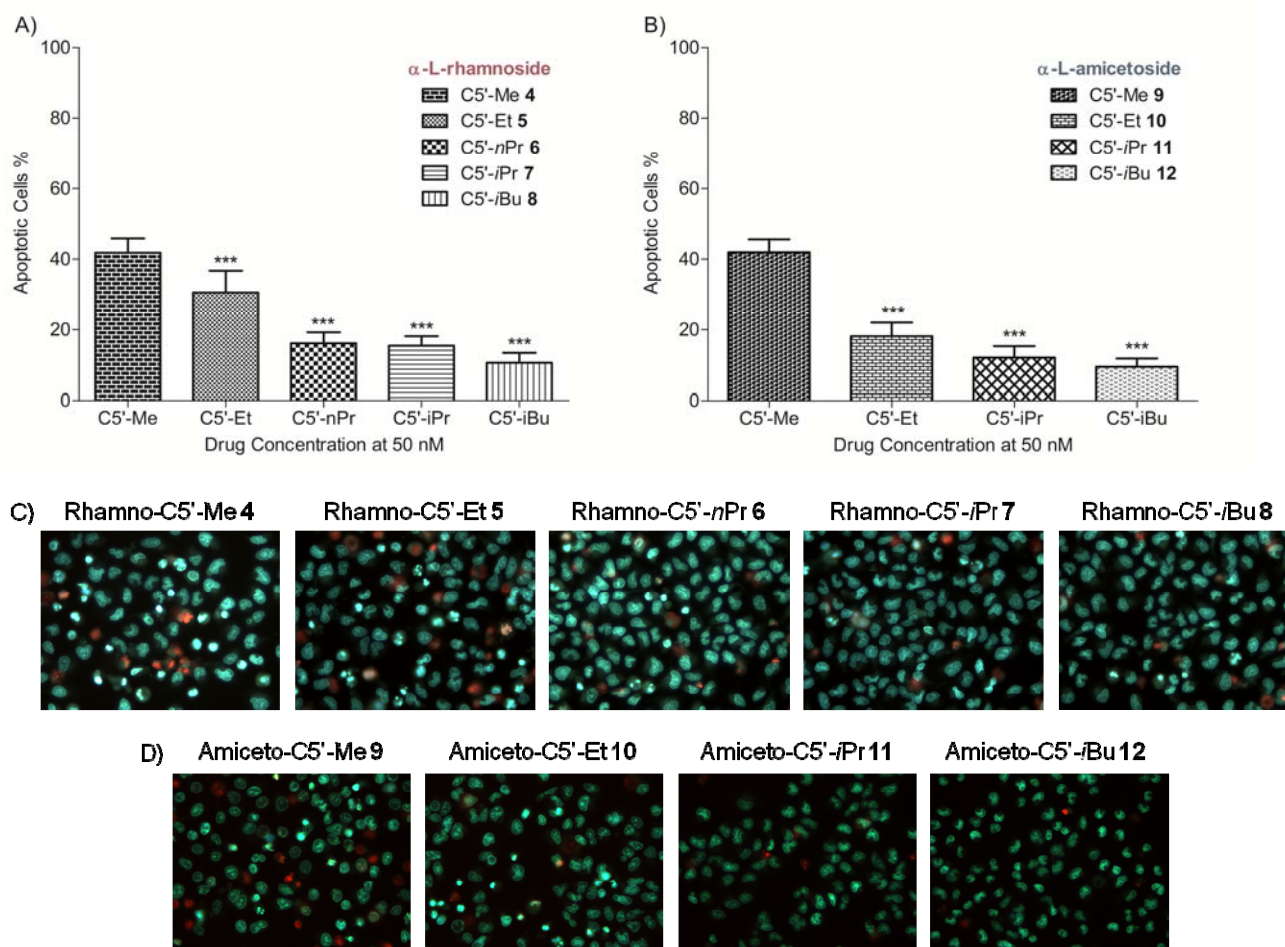 A)
100
80
60
40
20
0
Apoptotic Cells %
α-L-rhamnoside
C5'-Me 4
C5'-Et 5
C5'-nPr 6
C5'-iPr 7
C5'-iBu 8
***
***
***
***
C5'-Me C5'-Et C5'-nPr C5'-iPr C5'-iBu
Drug Concentration at 50 nM
B)
100
80
60
40
20
0
Apoptotic Cells %
α-L-amicetoside
C5'-Me 9
C5'-Et 10
C5'-iPr 11
C5'-iBu 12
***
***
***
C5'-Me C5'-Et C5'-iPr C5'-iBu
Drug Concentration at 50 nM
C) Rhamno-C5'-Me 4 Rhamno-C5'-Et 5 Rhamno-C5'-nPr 6 Rhamno-C5'-iPr 7 Rhamno-C5'-iBu 8
D) Amiceto-C5'-Me 9 Amiceto-C5'-Et 10 Amiceto-C5'-iPr 11 Amiceto-C5'-iBu 12